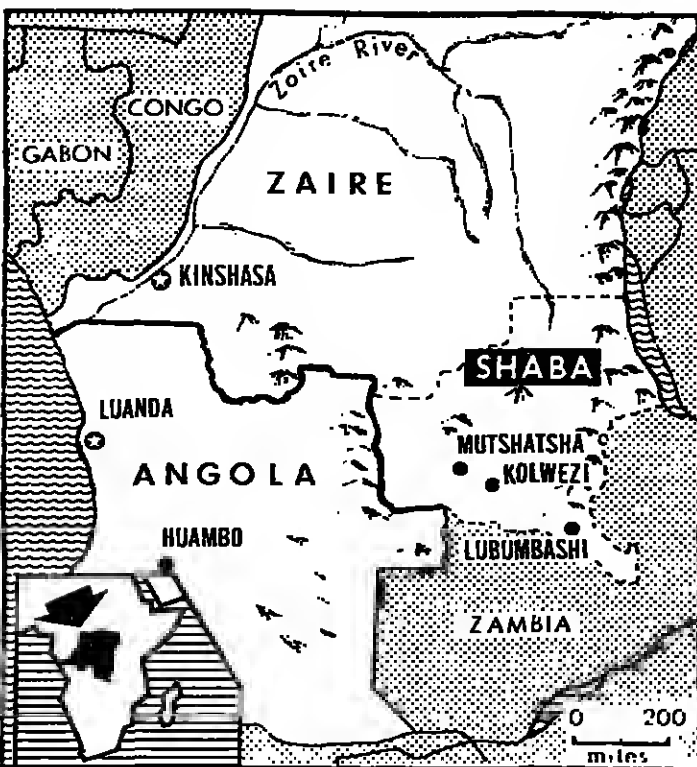 Zaire River
CONGO
GABON
ZAIRE
KINSHASA
SHABA
LUANDA
MUTSHATSHA
ANGOLA
KOLWEZI
HUAMBO
LUBUMBASHI
ZAMBIA
0 200
miles